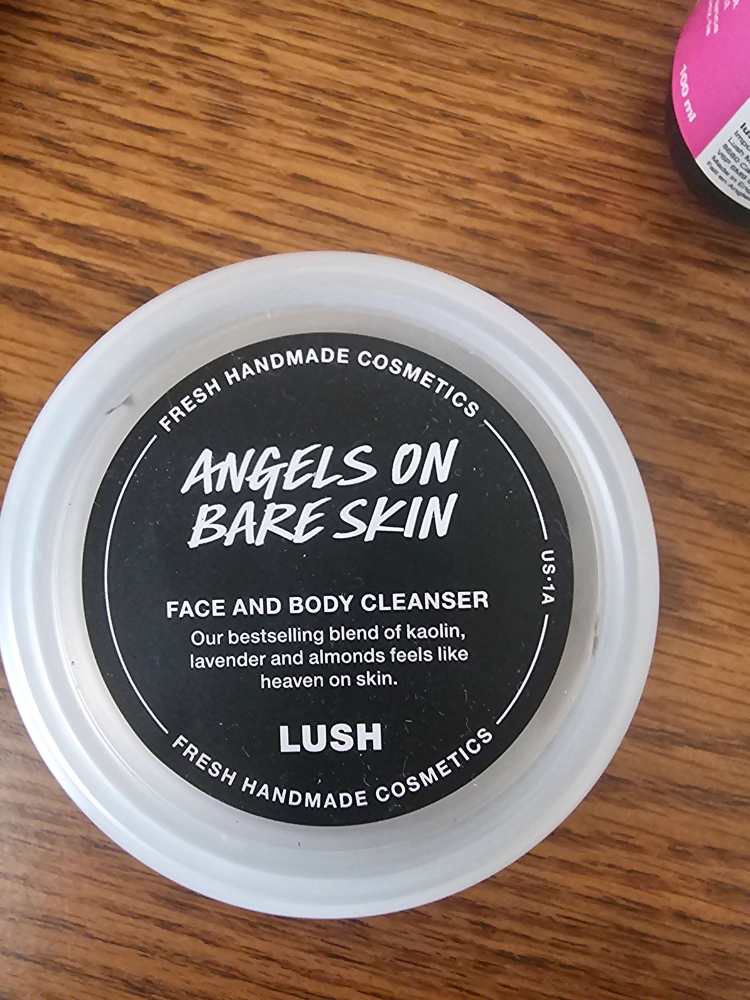 FRESH HANDMADE COSMETICS
ANGELS ON
BARE SKIN
FACE AND BODY CLEANSER
Our bestselling blend of kaolin,
lavender and almonds feels like
heaven on skin.
LUSH
FRESH HANDMADE COSMETICS
US·1A
100 ml